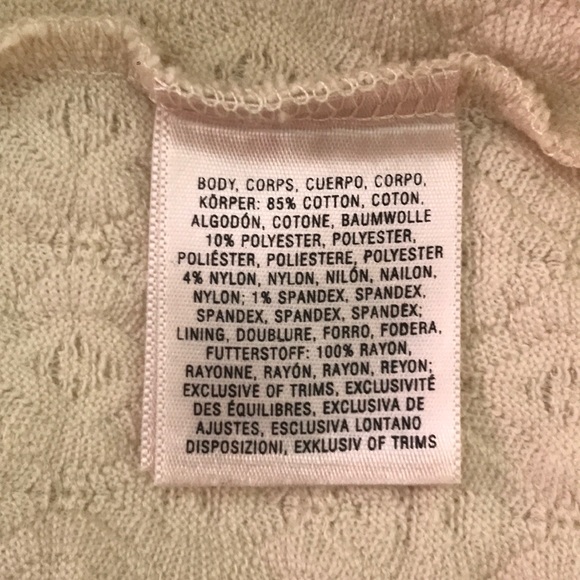 BODY, CORPS, CUERPO, CORPO,
KÖRPER: 85% COTTON, COTON,
ALGODÓN, COTONE, BAUMWOLLE
10% POLYESTER, POLYESTER,
POLIÉSTER, POLIESTERE, POLYESTER
4% NYLON, NYLON, NILÓN, NAILON,
NYLON; 1% SPANDEX, SPANDEX,
SPANDEX, SPANDEX, SPANDEX;
LINING, DOUBLURE, FORRO, FODERA,
FUTTERSTOFF: 100% RAYON,
RAYONNE, RAYÓN, RAYON, REYON;
EXCLUSIVE OF TRIMS, EXCLUSIVITÉ
DES ÉQUILIBRES, EXCLUSIVA DE
AJUSTES, ESCLUSIVA LONTANO
DISPOSIZIONI, EXKLUSIV OF TRIMS